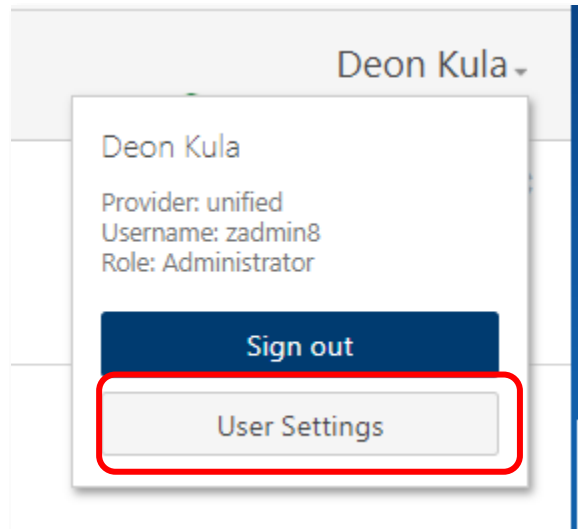 Deon Kula
Deon Kula
Provider: unified
Username: zadmin8
Role: Administrator
Sign out
User Settings